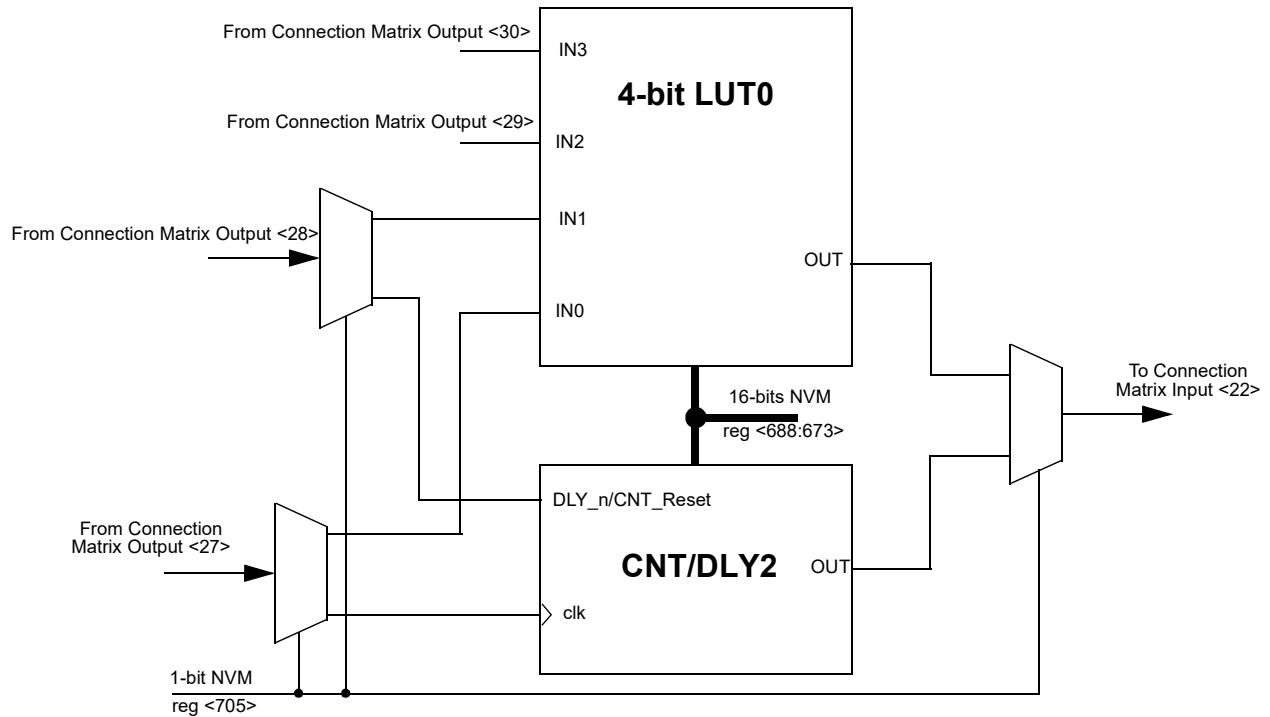 From Connection Matrix Output <30>
IN3
4-bit LUT0
From Connection Matrix Output <29>
IN2
IN1
From Connection Matrix Output <28>
OUT
IN0
To Connection
Matrix Input <22>
16-bits NVM
reg <688:673>
DLY_n/CNT_Reset
From Connection
Matrix Output <27>
CNT/DLY2
OUT
clk
1-bit NVM
reg <705>